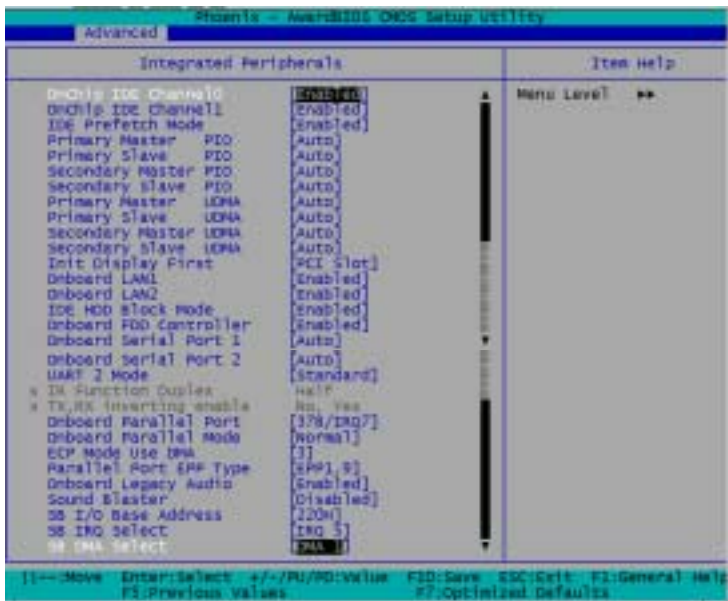 Phoenix - AwardBIOS CMOS Setup Utility
Advanced
Integrated Peripherals
Item Help
OnChip IDE Channel0 [Enabled]
OnChip IDE Channel1 [Enabled]
IDE Prefetch Mode [Enabled]
Primary Master PIO [Auto]
Primary Slave PIO [Auto]
Secondary Master PIO [Auto]
Secondary Slave PIO [Auto]
Primary Master UDMA [Auto]
Primary Slave UDMA [Auto]
Secondary Master UDMA [Auto]
Secondary Slave UDMA [Auto]
Init Display First [PCI Slot]
Onboard LAN1 [Enabled]
Onboard LAN2 [Enabled]
IDE HDD Block Mode [Enabled]
Onboard FDD Controller [Enabled]
Onboard Serial Port 1 [Auto]
Onboard Serial Port 2 [Auto]
UART 2 Mode [Standard]
x IR Function Duplex Half
x TX,RX inverting enable No, Yes
Onboard Parallel Port [378/IRQ7]
Onboard Parallel Mode [Normal]
ECP Mode Use DMA [3]
Parallel Port EPP Type [EPP1.9]
Onboard Legacy Audio [Enabled]
Sound Blaster [Disabled]
SB I/O Base Address [220H]
SB IRQ Select [IRQ 5]
SB DMA Select [DMA 1]
Menu Level ►►
:Move Enter:Select +/-/PU/PD:Value F10:Save ESC:Exit F1:General Help
F5:Previous Values F7:Optimized Defaults